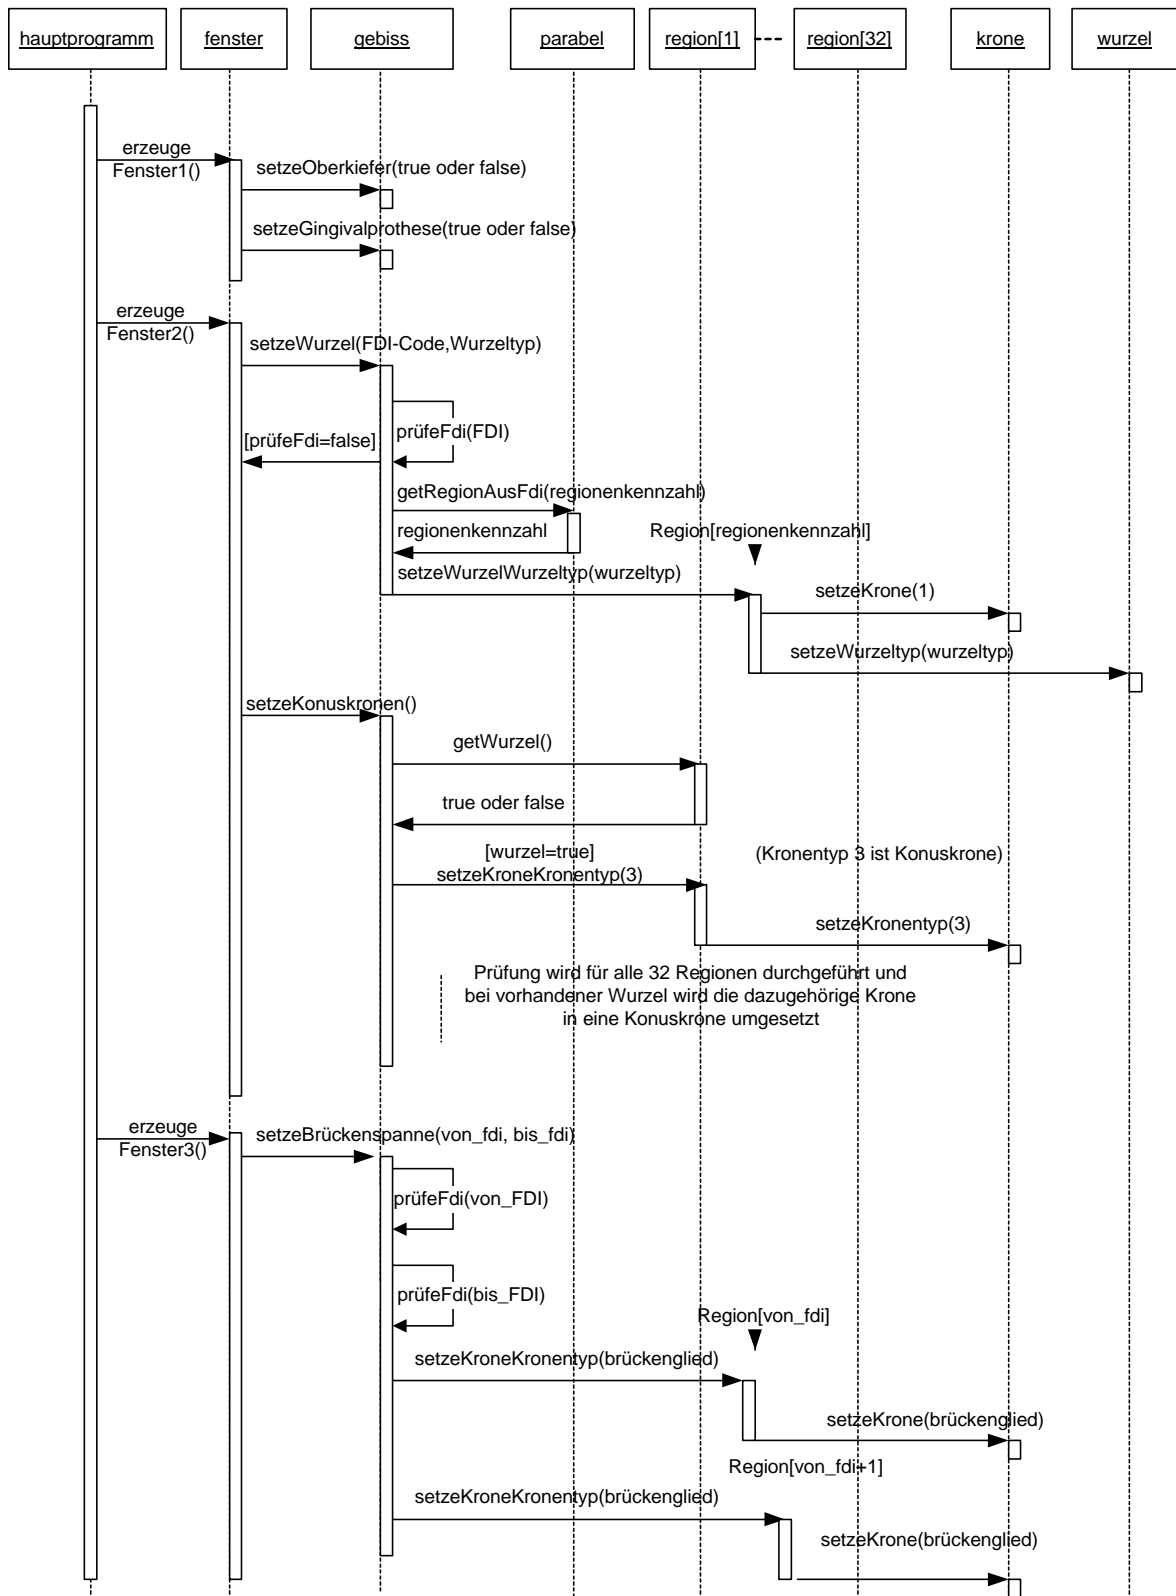 hauptprogramm
fenster
gebiss
parabel
region[1]
region[32]
krone
wurzel
erzeuge
Fenster1()
setzeOberkiefer(true oder false)
setzeGingivalprothese(true oder false)
erzeuge
Fenster2()
setzeWurzel(FDI-Code,Wurzeltyp)
prüfeFdi(FDI)
[prüfeFdi=false]
getRegionAusFdi(regionenkennzahl)
regionenkennzahl
Region[regionenkennzahl]
setzeWurzelWurzeltyp(wurzeltyp)
setzeKrone(1)
setzeWurzeltyp(wurzeltyp)
setzeKonuskronen()
getWurzel()
true oder false
[wurzel=true]
setzeKroneKronentyp(3)
(Kronentyp 3 ist Konuskrone)
setzeKronentyp(3)
Prüfung wird für alle 32 Regionen durchgeführt und
bei vorhandener Wurzel wird die dazugehörige Krone
in eine Konuskrone umgesetzt
erzeuge
Fenster3()
setzeBrückenspanne(von_fdi, bis_fdi)
prüfeFdi(von_FDI)
prüfeFdi(bis_FDI)
Region[von_fdi]
setzeKroneKronentyp(brückenglied)
setzeKrone(brückenglied)
Region[von_fdi+1]
setzeKroneKronentyp(brückenglied)
setzeKrone(brückenglied)